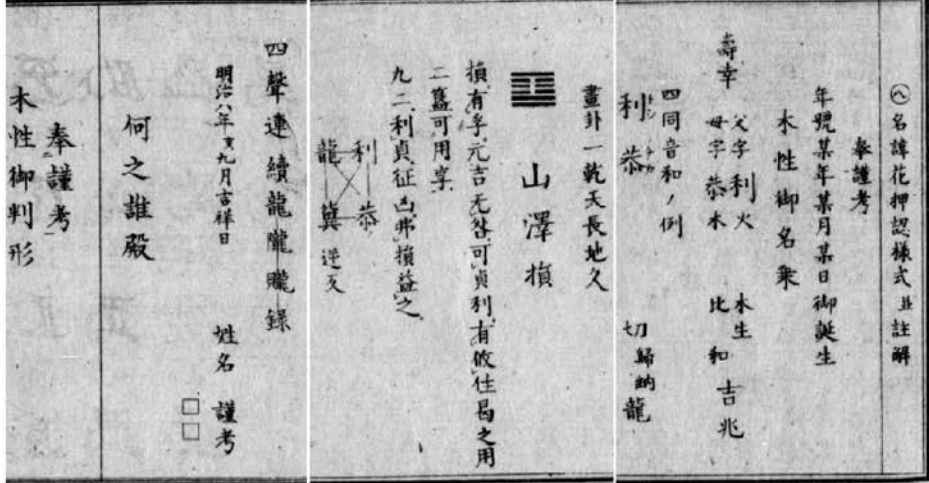 ㈧名諱花押認様式並註解
奉謹考
年號某年某月某日御誕生
木性御名乗
父字利火 木生
壽幸 母字恭木 比和吉兆
四同音和ノ例
利恭 切歸納龍
畫卦一乾天長地久
山澤損
損、有孚、元吉无咎、可貞、利有攸往、曷之用
二簋可用享
九二、利貞、征凶、弗損益之
利恭
龍 逆反
四聲連續龍隴 錄
明治八年亥九月吉祥日
姓名 謹考
□□
何之誰殿
奉謹考
木性御判形